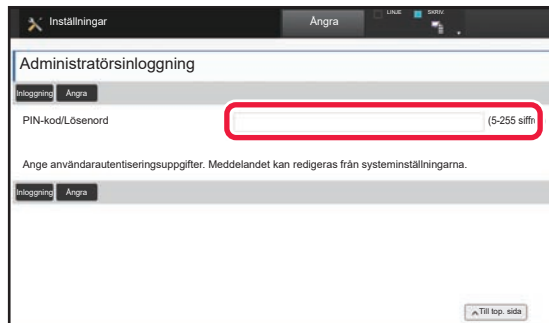 Inställningar
Ångra
LINJE
SKRIV.
Administratörsinloggning
Inloggning Ångra
PIN-kod/Lösenord
(5-255 siffr
Ange användarautentiseringsuppgifter. Meddelandet kan redigeras från systeminställningarna.
Inloggning Ångra
Till top. sida